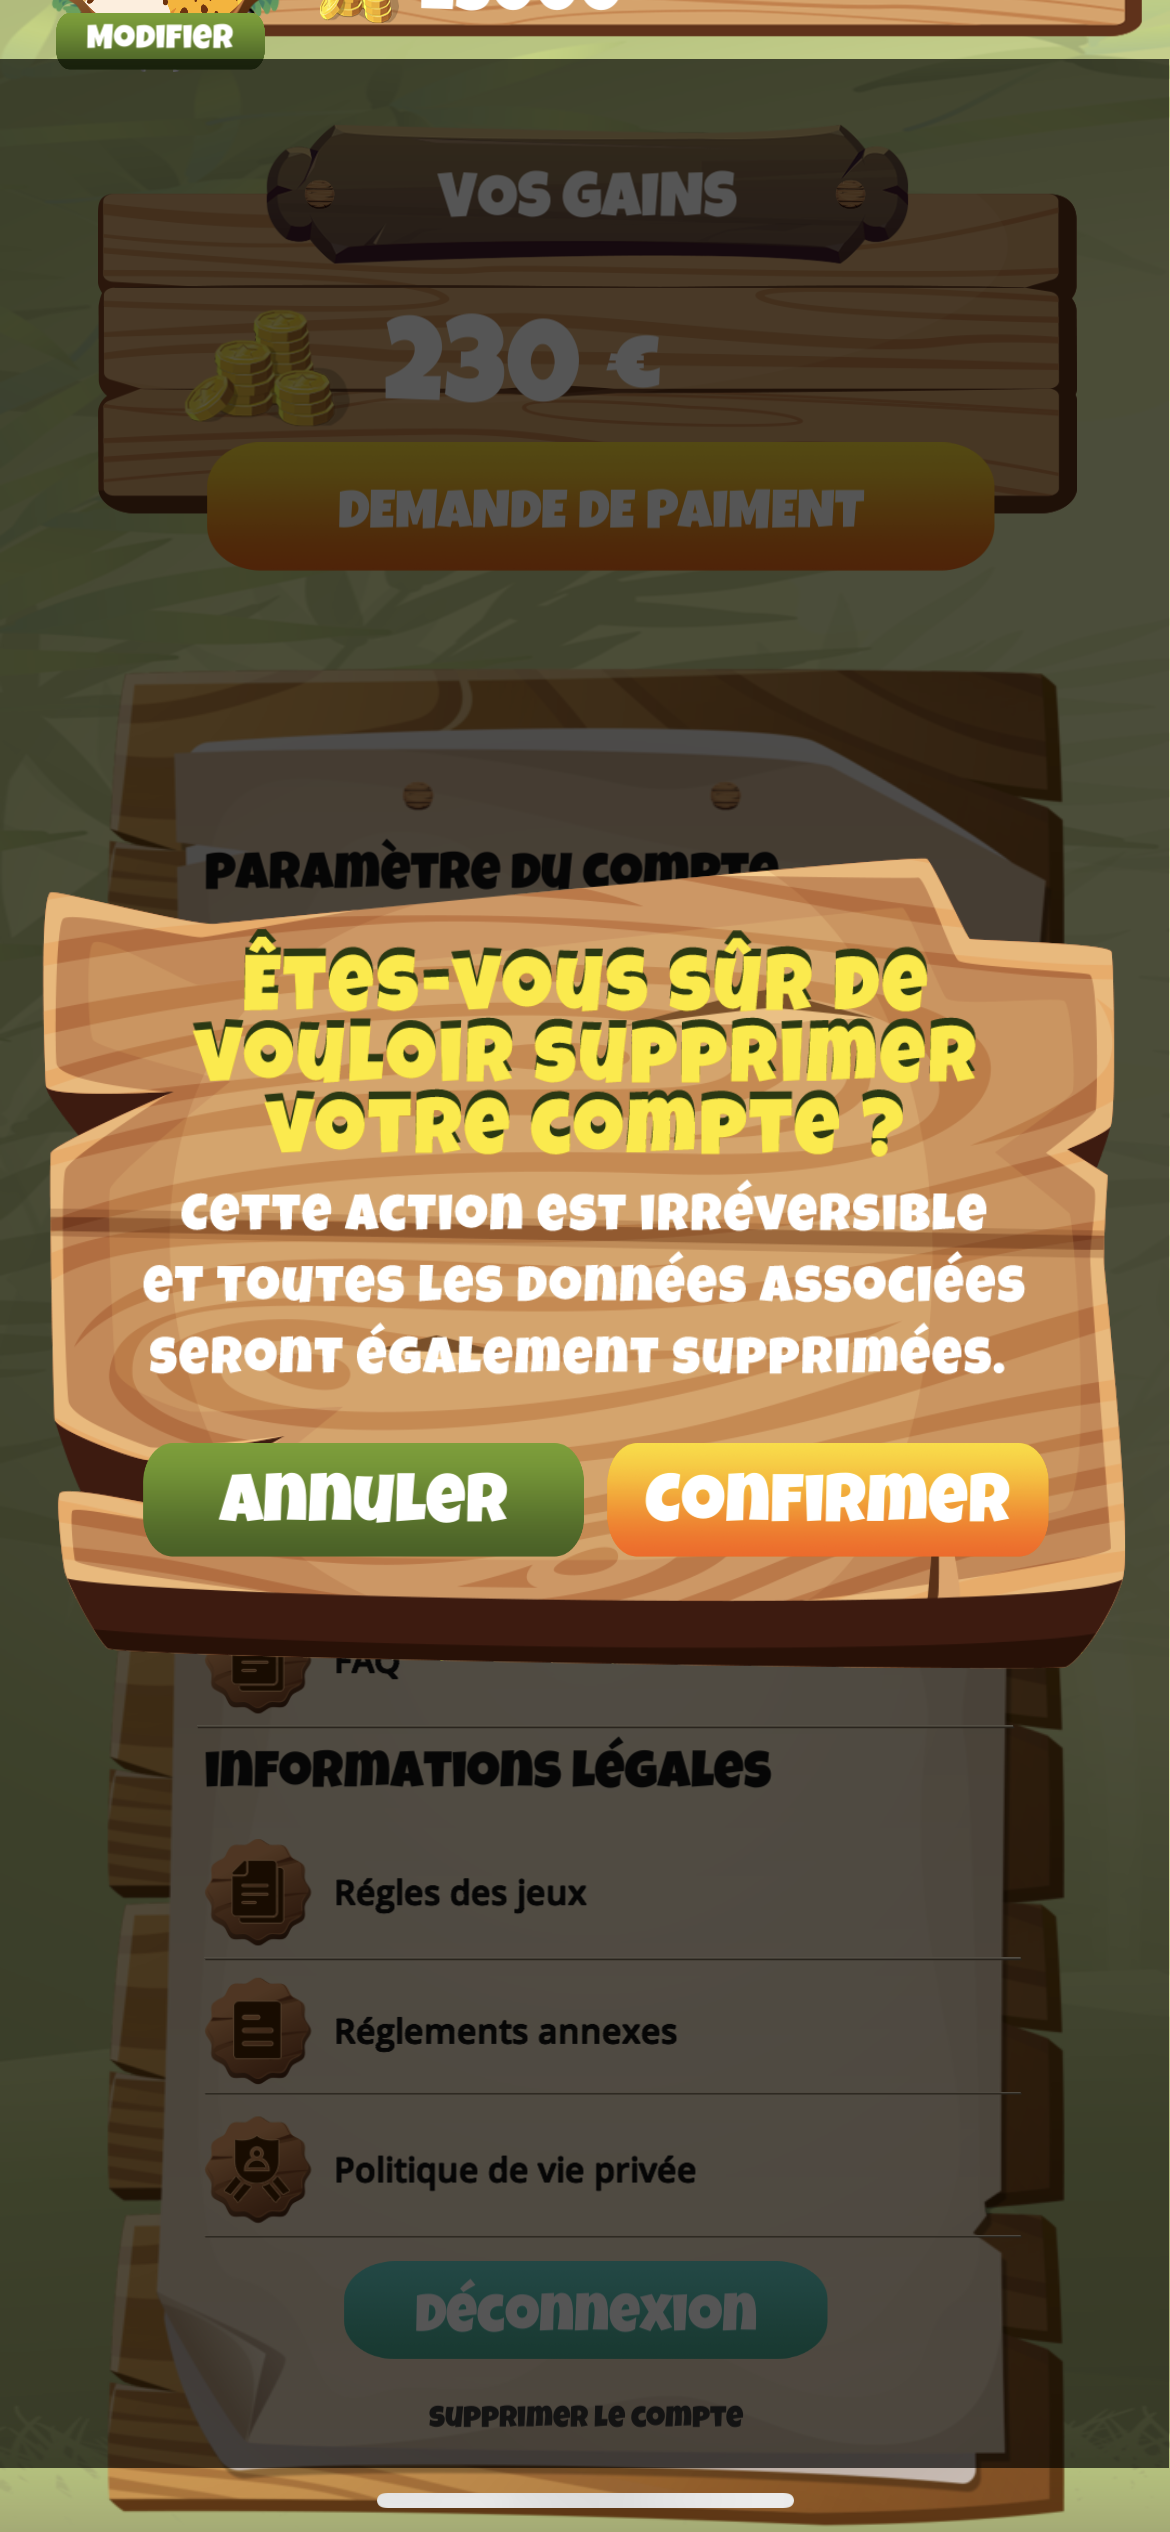 MODIFIER
VOS GAINS
230 €
DEMANDE DE PAIMENT
PARAMÈTRE DU COMPTE
ÊTES-VOUS SÛR DE
VOULOIR SUPPRIMER
VOTRE COMPTE ?
CETTE ACTION EST IRRÉVERSIBLE
ET TOUTES LES DONNÉES ASSOCIÉES
SERONT ÉGALEMENT SUPPRIMÉES.
ANNULER
CONFIRMER
FAQ
INFORMATIONS LÉGALES
Régles des jeux
Réglements annexes
Politique de vie privée
DÉCONNEXION
SUPPRIMER LE COMPTE